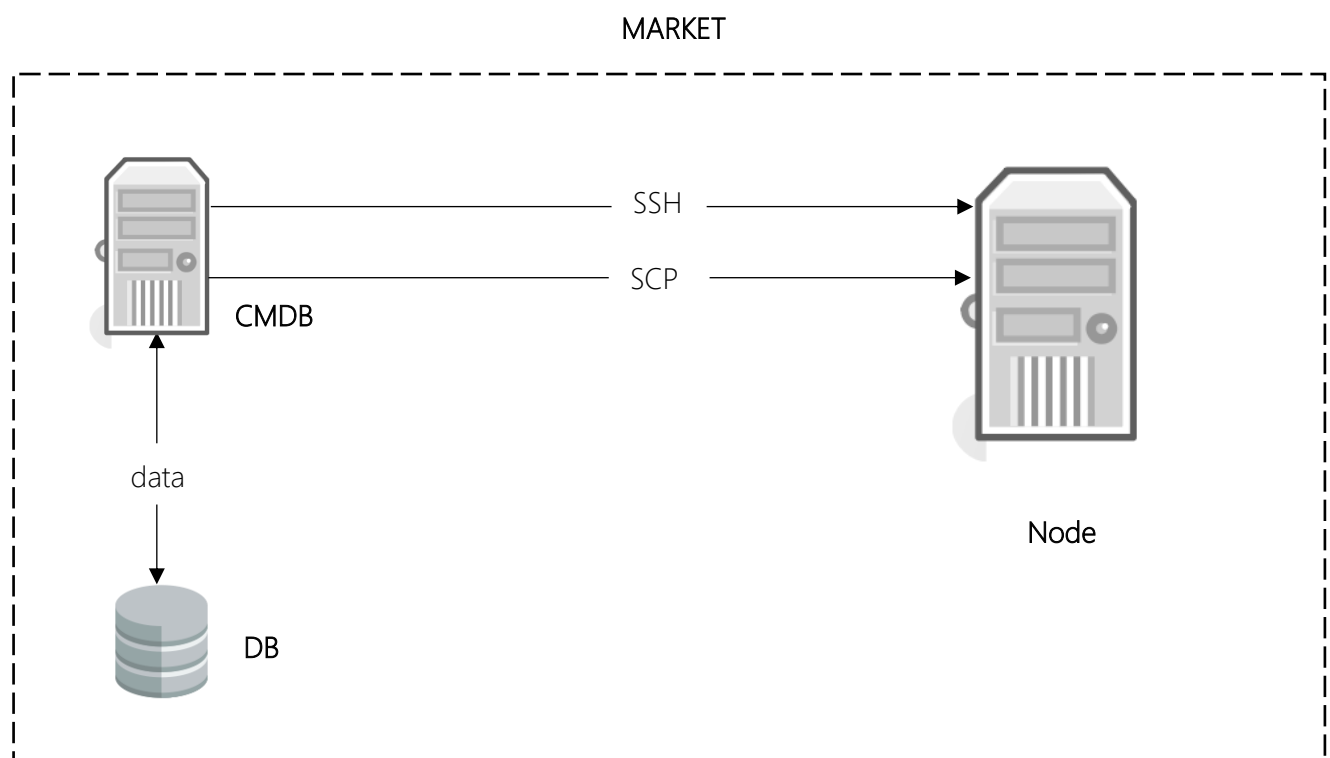 MARKET
SSH
SCP
CMDB
data
Node
DB